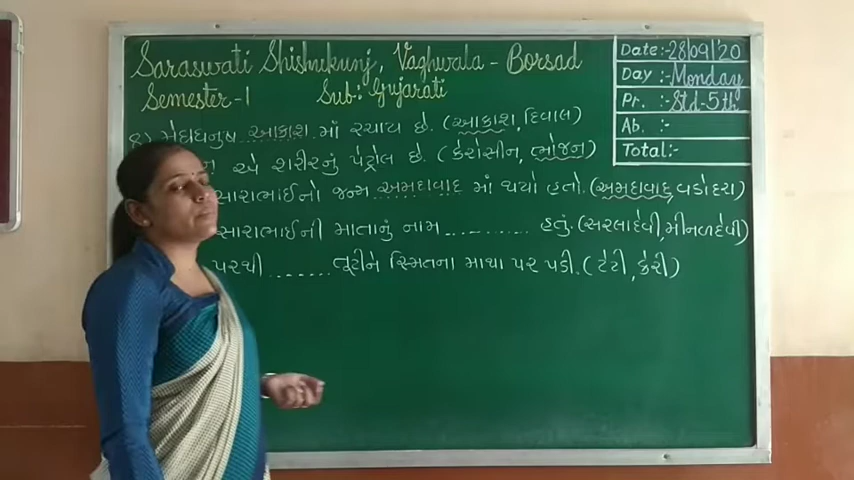 Saraswati Shishukunj, Vaghwala - Borsad
Semester-1 Sub: Gujarati
Date:-28/09/'20
Day :-Monday
Pr. :-Std-5th
Ab. :-
Total:-
૪) મેઘધનુષ આકાશ માં રચાય છે. (આકાશ, દિવાલ)
એ શરીરનું પેટ્રોલ છે. (કેરોસીન, ભોજન)
સારાભાઈનો જન્મ અમદાવાદ માં થયો હતો. (અમદાવાદ, વડોદરા)
સારાભાઈની માતાનું નામ ......... હતું. (સરલાદેવી, મીનળદેવી)
પરથી ....... તૂટીને સ્મિતના માથા પર પડી. (ટેટી, કેરી)